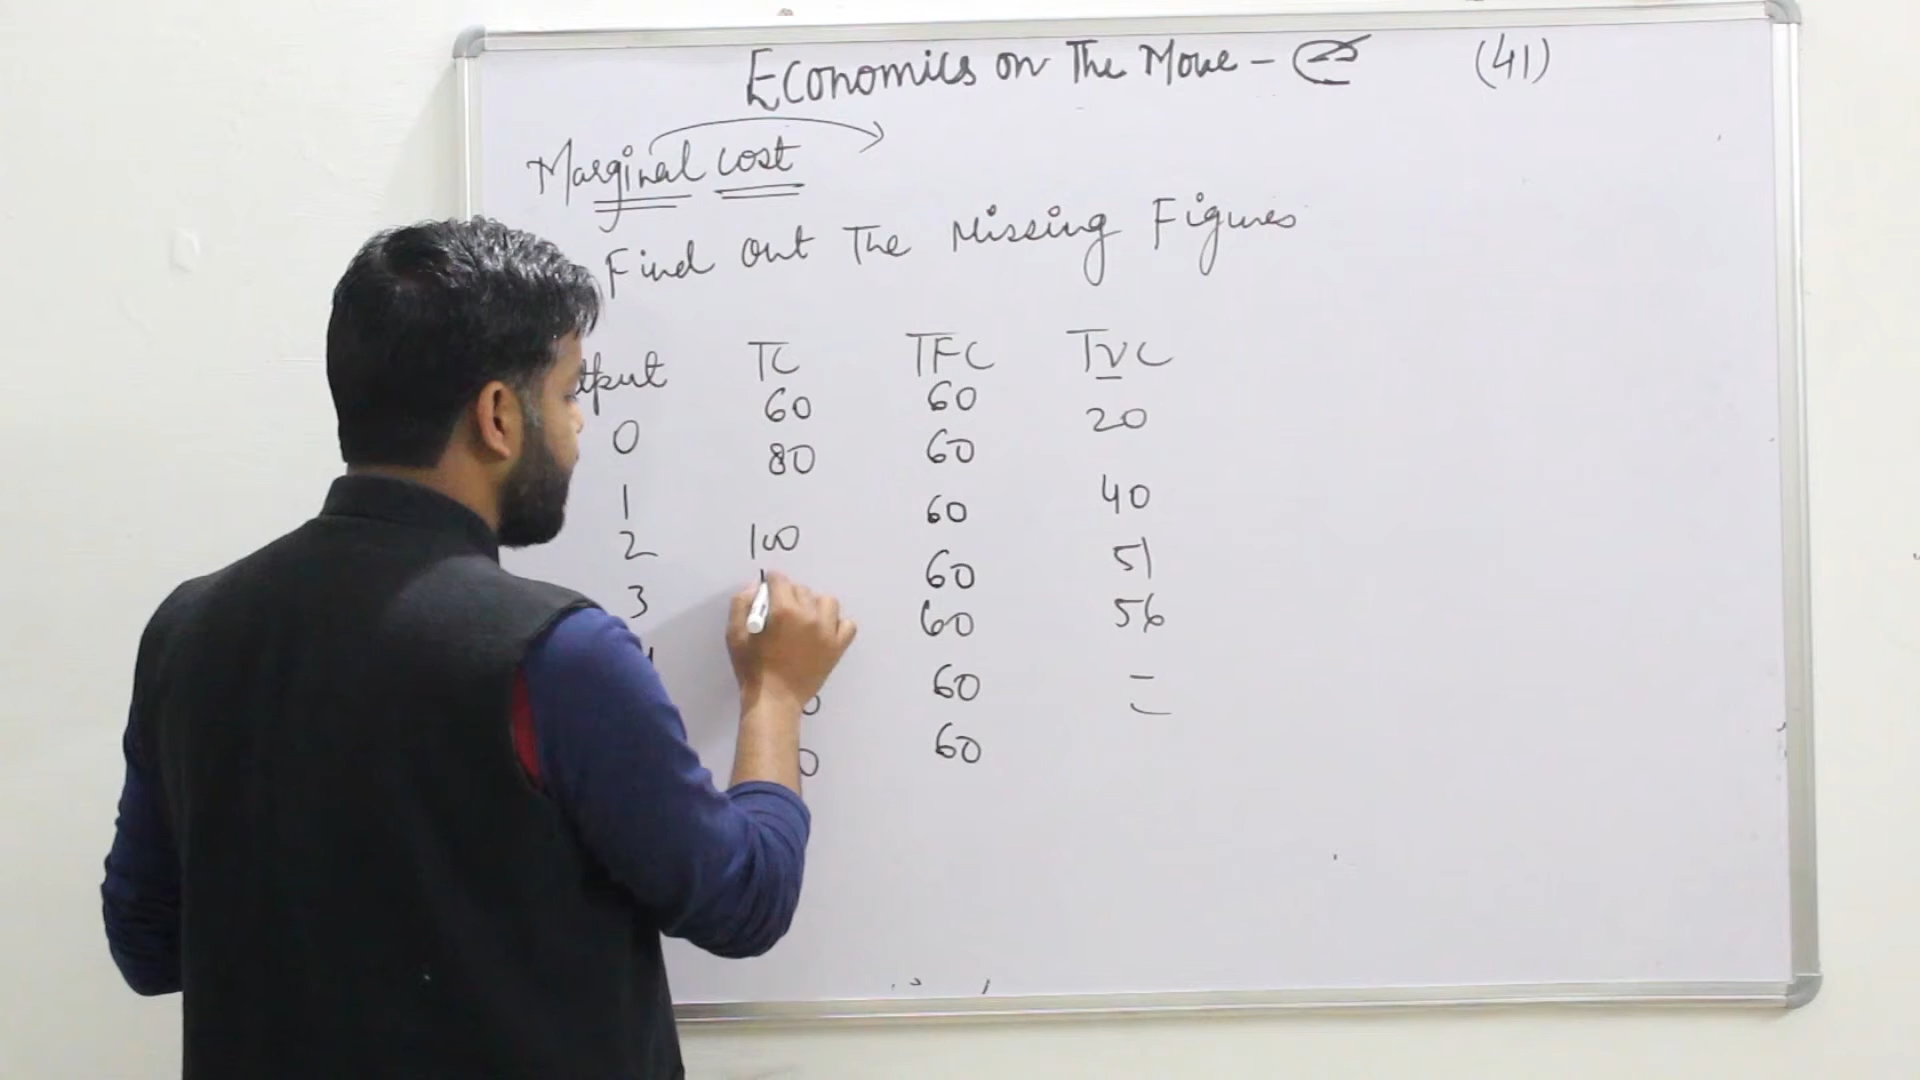 Economics on The Move - (41)
Marginal cost
Find out The Missing Figures
TC TFC TVC
60 60
0 80 60 20
1 60 40
2 100 60 51
3 60 56
60 -
60